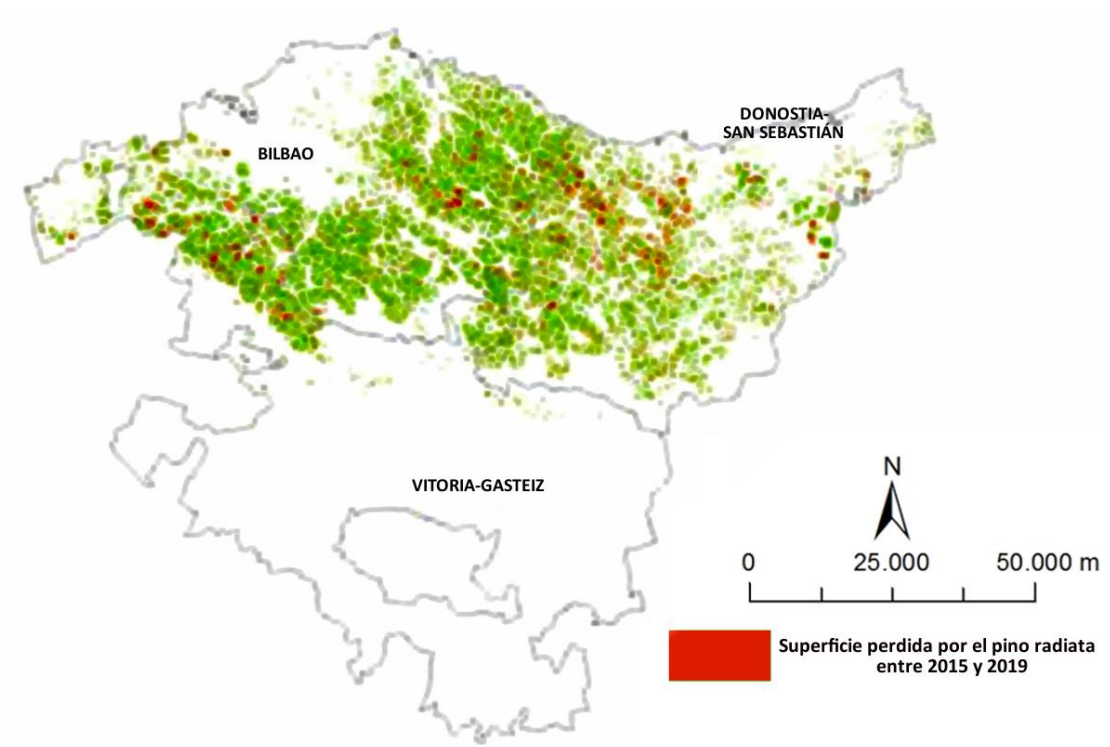 DONOSTIA-
SAN SEBASTIÁN
BILBAO
VITORIA-GASTEIZ
N
0 25.000 50.000 m
Superficie perdida por el pino radiata
entre 2015 y 2019